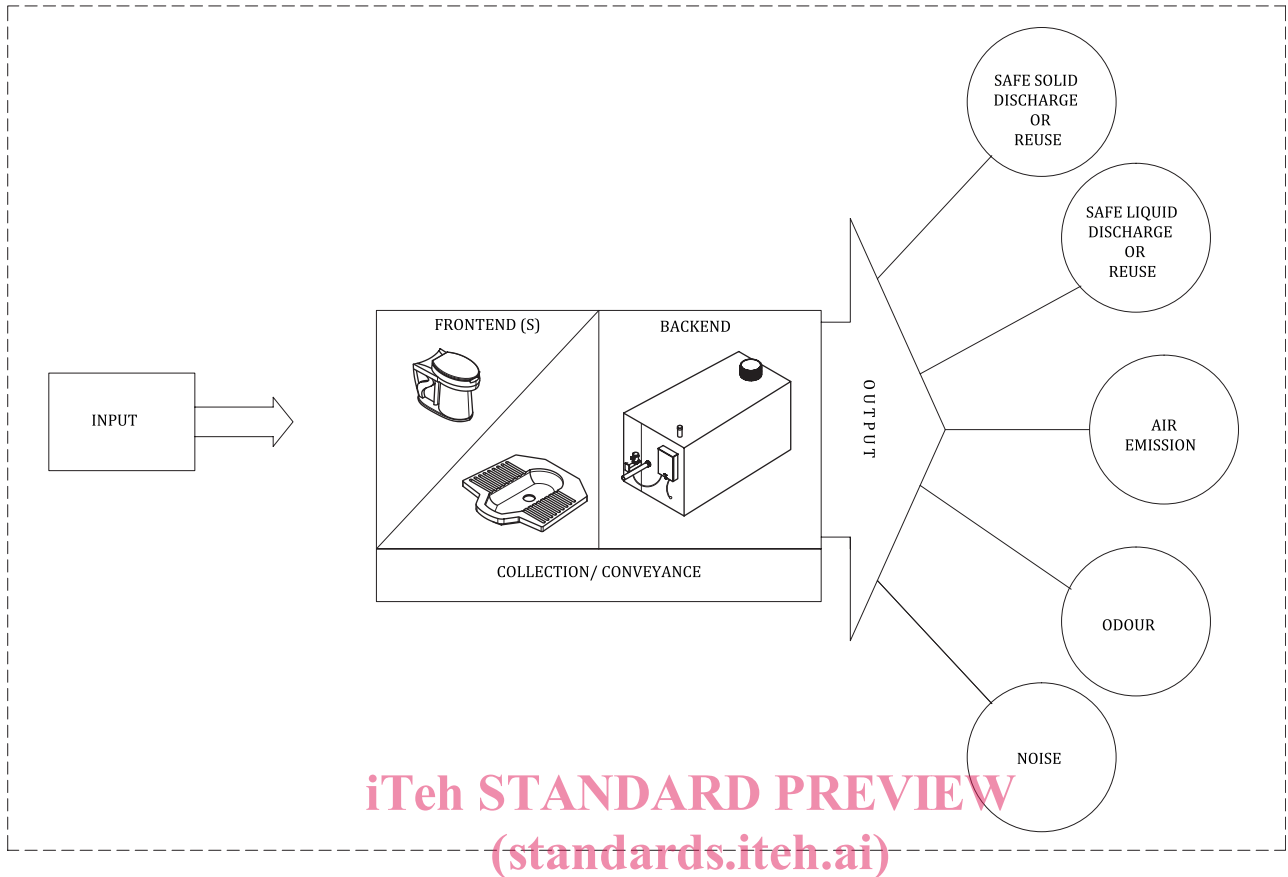 SAFE SOLID
DISCHARGE
OR
REUSE
SAFE LIQUID
DISCHARGE
OR
REUSE
FRONTEND (S)
BACKEND
INPUT
OUTPUT
AIR
EMISSION
COLLECTION/ CONVEYANCE
ODOUR
NOISE
iTeh STANDARD PREVIEW
(standards.iteh.ai)